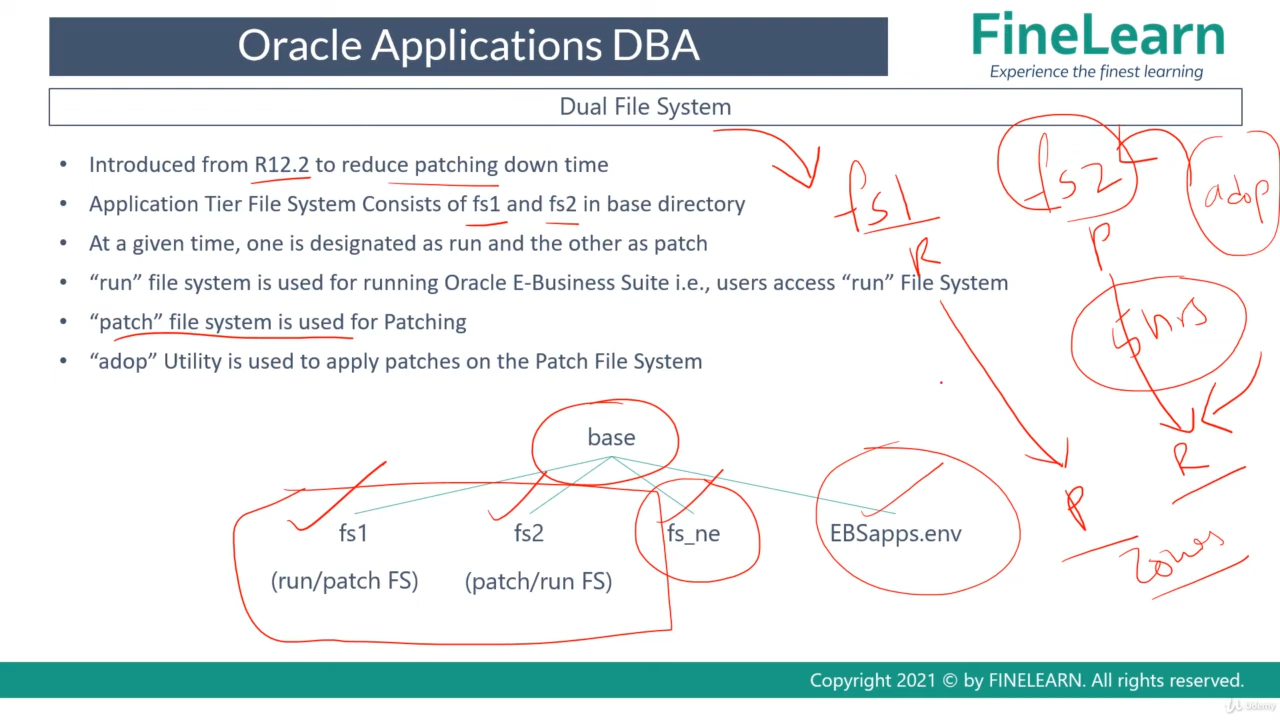 Oracle Applications DBA
FineLearn
Experience the finest learning
Dual File System
• Introduced from R12.2 to reduce patching down time
• Application Tier File System Consists of fs1 and fs2 in base directory
• At a given time, one is designated as run and the other as patch
• “run” file system is used for running Oracle E-Business Suite i.e., users access “run” File System
• “patch” file system is used for Patching
• “adop” Utility is used to apply patches on the Patch File System
fs1
R
fs2
P
adop
hrs
R
P
base
fs1
fs2
fs_ne
EBSapps.env
(run/patch FS)
(patch/run FS)
Copyright 2021 © by FINELEARN. All rights reserved.
Udemy